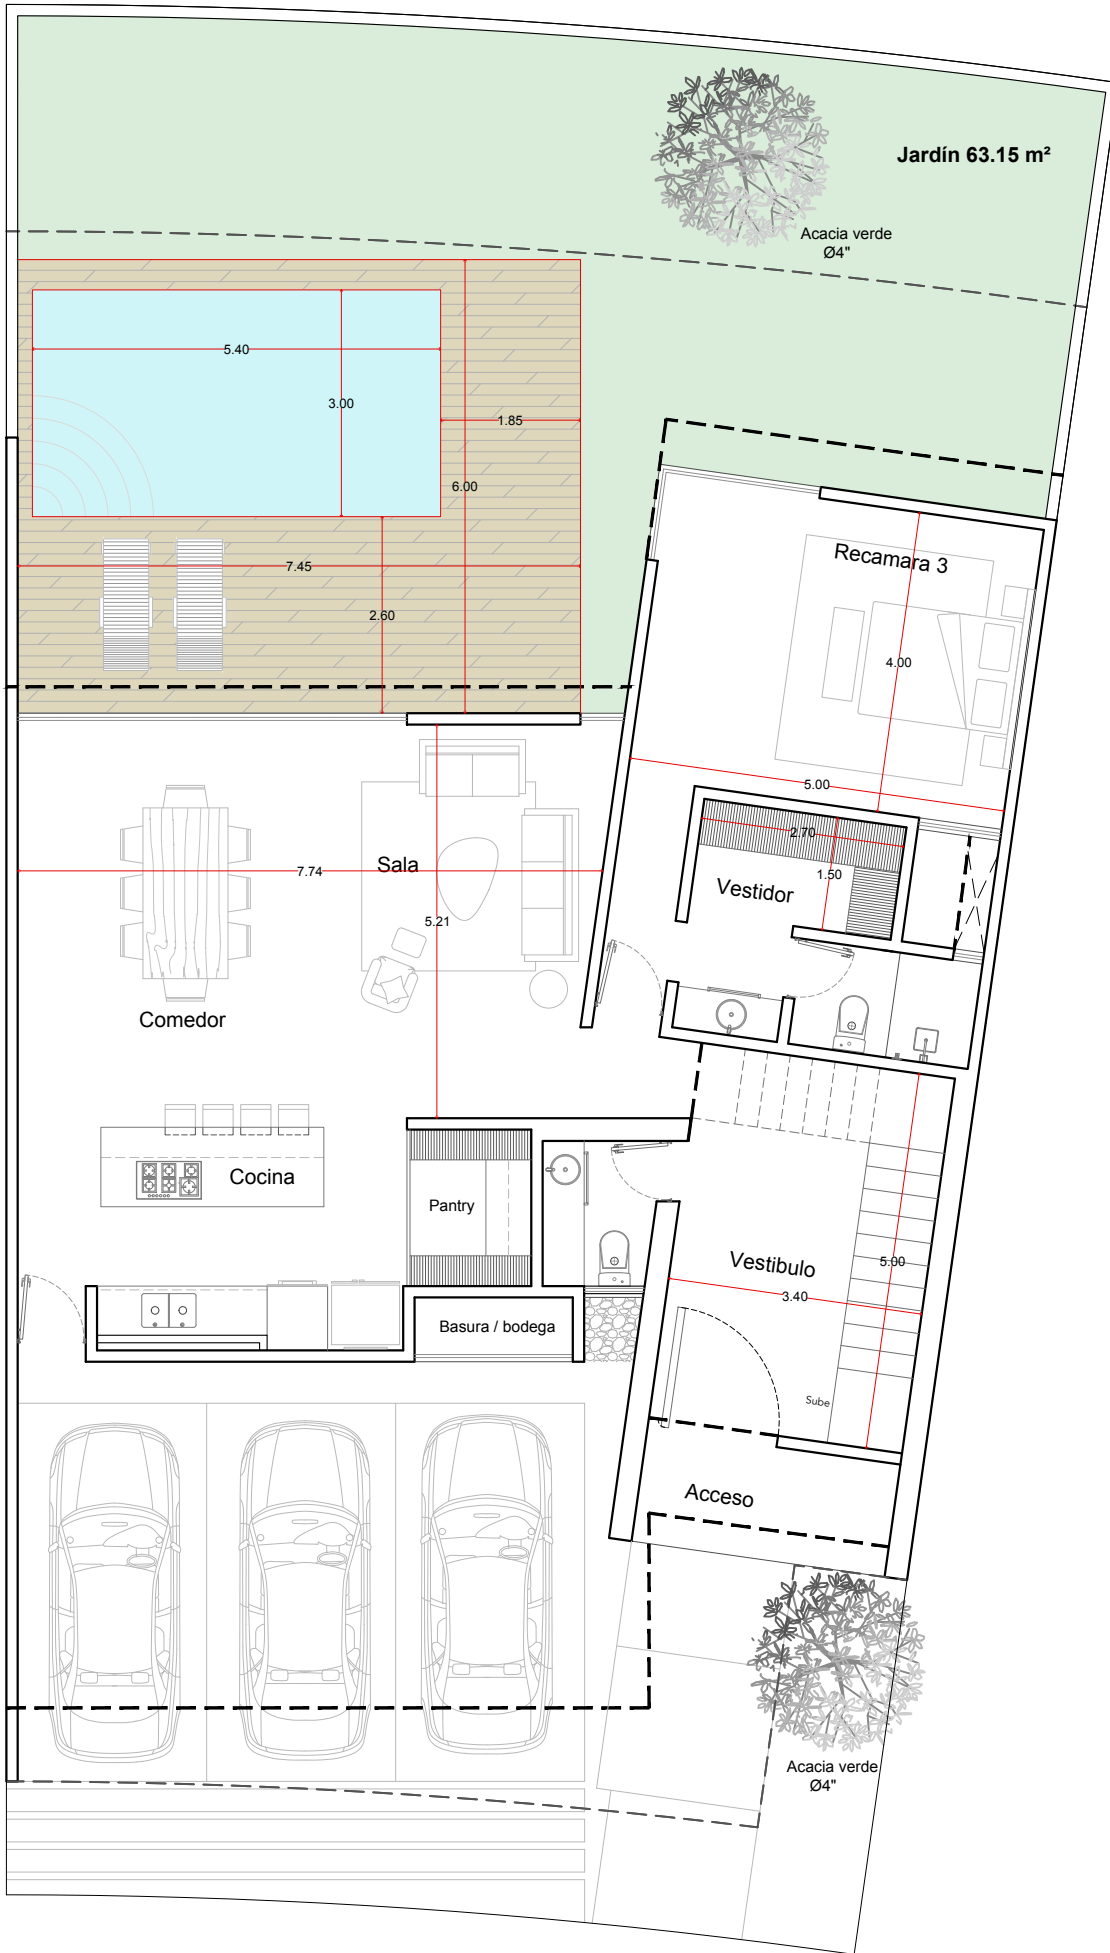 Jardín 63.15 m²
Acacia verde
Ø4"
5.40
3.00
1.85
6.00
7.45
2.60
Recamara 3
4.00
5.00
2.70
1.50
Vestidor
Sala
7.74
5.21
Comedor
Cocina
Pantry
Vestibulo
5.00
3.40
Basura / bodega
Sube
Acceso
Acacia verde
Ø4"